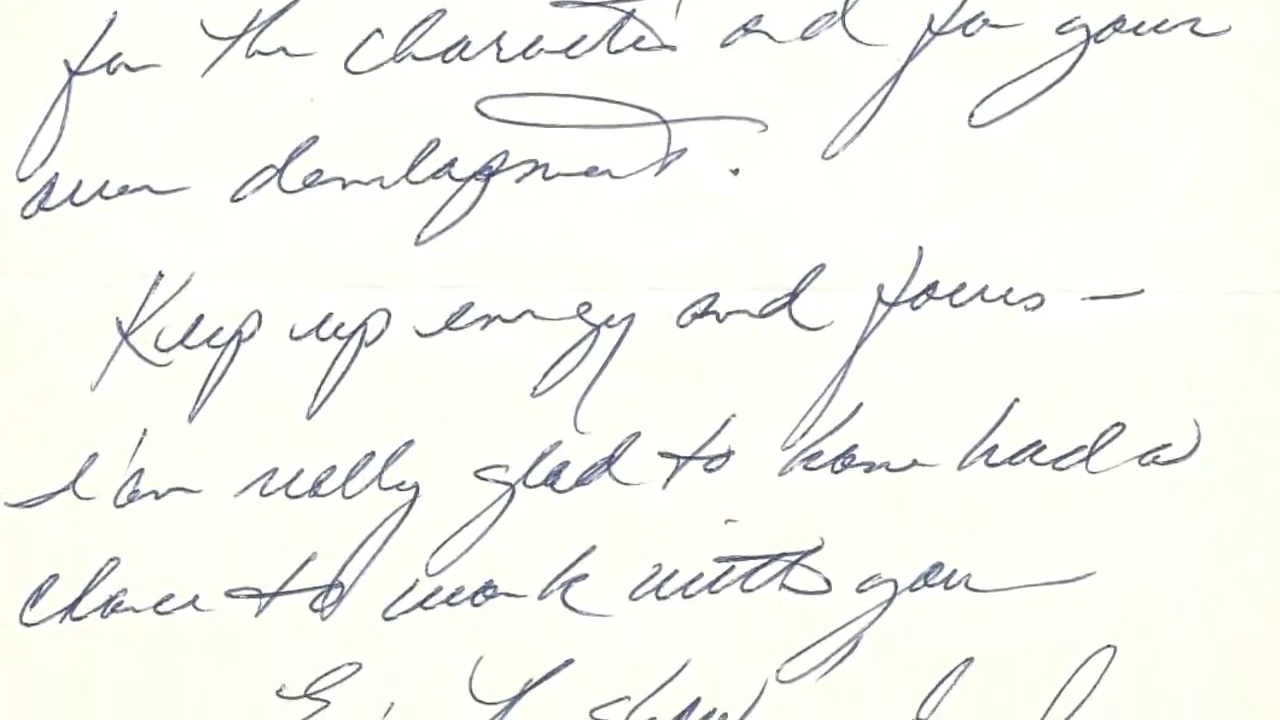 for the character and for your
own development.
Keep up energy and focus —
I'm really glad to have had a
chance to work with you